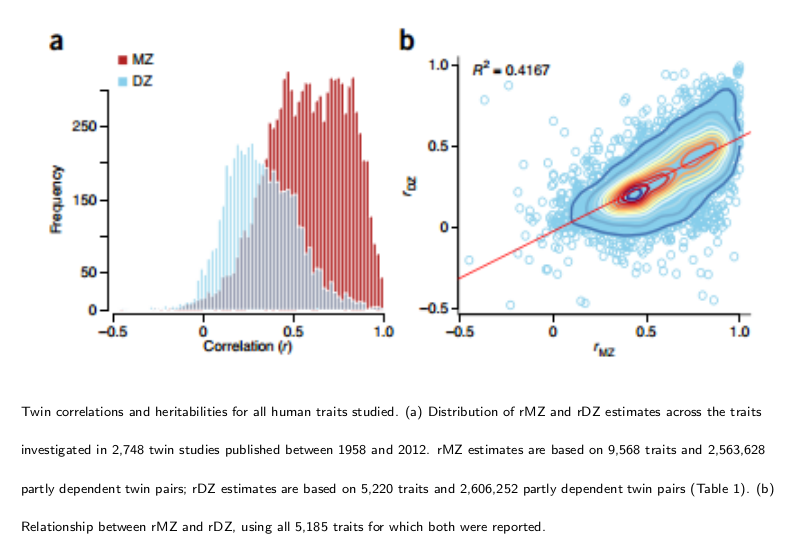 a
MZ
DZ
250
150
50
0
Frequency
−0.5
0
0.5
1.0
Correlation (r)
b
R² = 0.4167
1.0
0.5
0
−0.5
rDZ
−0.5
0
0.5
1.0
rMZ
Twin correlations and heritabilities for all human traits studied. (a) Distribution of rMZ and rDZ estimates across the traits
investigated in 2,748 twin studies published between 1958 and 2012. rMZ estimates are based on 9,568 traits and 2,563,628
partly dependent twin pairs; rDZ estimates are based on 5,220 traits and 2,606,252 partly dependent twin pairs (Table 1). (b)
Relationship between rMZ and rDZ, using all 5,185 traits for which both were reported.